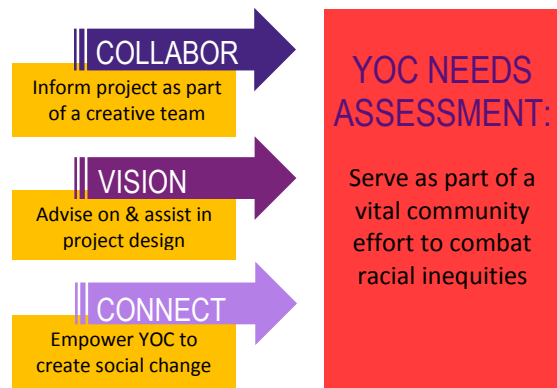 COLLABOR
Inform project as part
of a creative team
VISION
Advise on & assist in
project design
CONNECT
Empower YOC to
create social change
YOC NEEDS
ASSESSMENT:
Serve as part of a
vital community
effort to combat
racial inequities